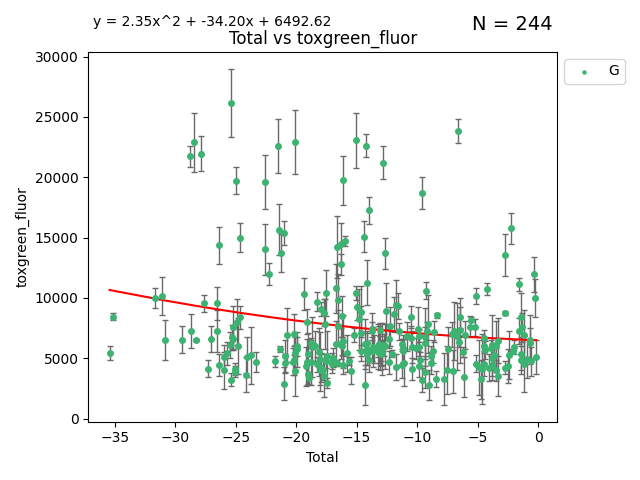 y = 2.35x^2 + -34.20x + 6492.62
N = 244
Total vs toxgreen_fluor
G
30000
25000
20000
15000
10000
5000
0
toxgreen_fluor
−35 −30 −25 −20 −15 −10 −5 0
Total